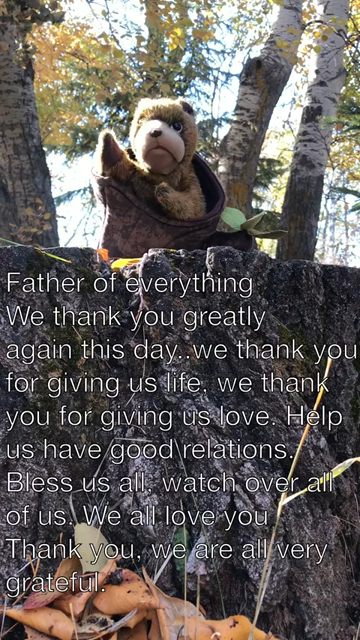 Father of everything
We thank you greatly
again this day..we thank you
for giving us life, we thank
you for giving us love. Help
us have good relations.
Bless us all, watch over all
of us. We all love you
Thank you, we are all very
grateful.